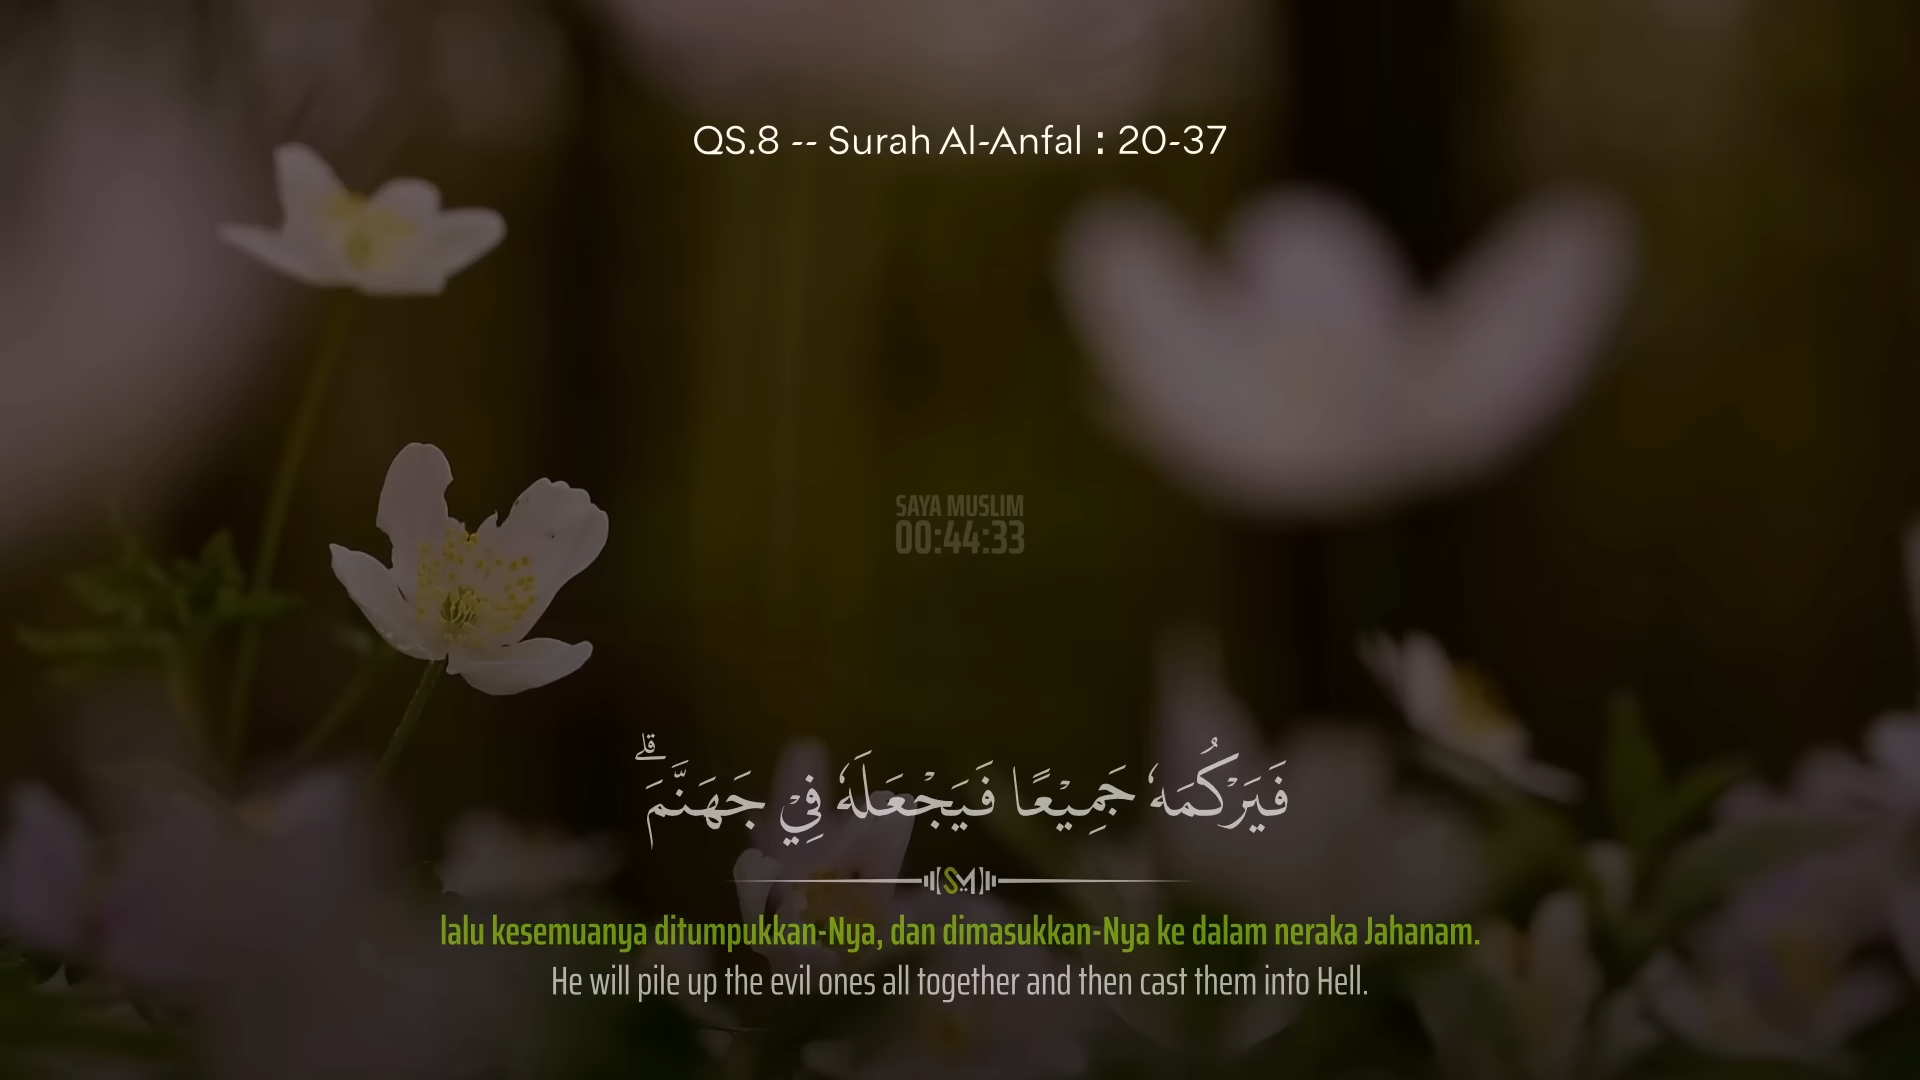 QS.8 -- Surah Al-Anfal : 20-37
SAYA MUSLIM
00:44:33
فَيَرْكُمَهٗ جَمِيْعًا فَيَجْعَلَهٗ فِيْ جَهَنَّمَۗ
SM
lalu kesemuanya ditumpukkan-Nya, dan dimasukkan-Nya ke dalam neraka Jahanam.
He will pile up the evil ones all together and then cast them into Hell.